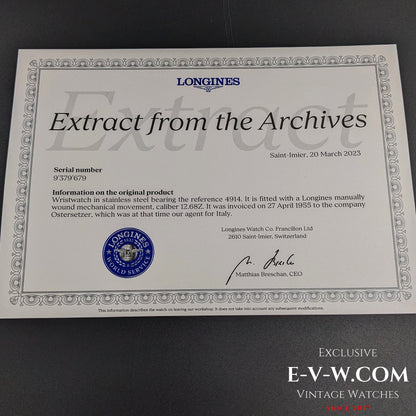 LONGINES
Extract
Extract from the Archives
Saint-Imier, 20 March 2023
Serial number
9'379'679
Information on the original product
Wristwatch in stainless steel bearing the reference 4914. It is fitted with a Longines manually
wound mechanical movement, caliber 12.68Z. It was invoiced on 27 April 1955 to the company
Ostersetzer, which was at that time our agent for Italy.
Longines Watch Co. Francillon Ltd
2610 Saint-Imier, Switzerland
LONGINES
WORLD SERVICE
Matthias Breschan, CEO
This information describes the watch on leaving our workshop. It does not take into account any subsequent modifications.
EXCLUSIVE
E-V-W.COM
VINTAGE WATCHES